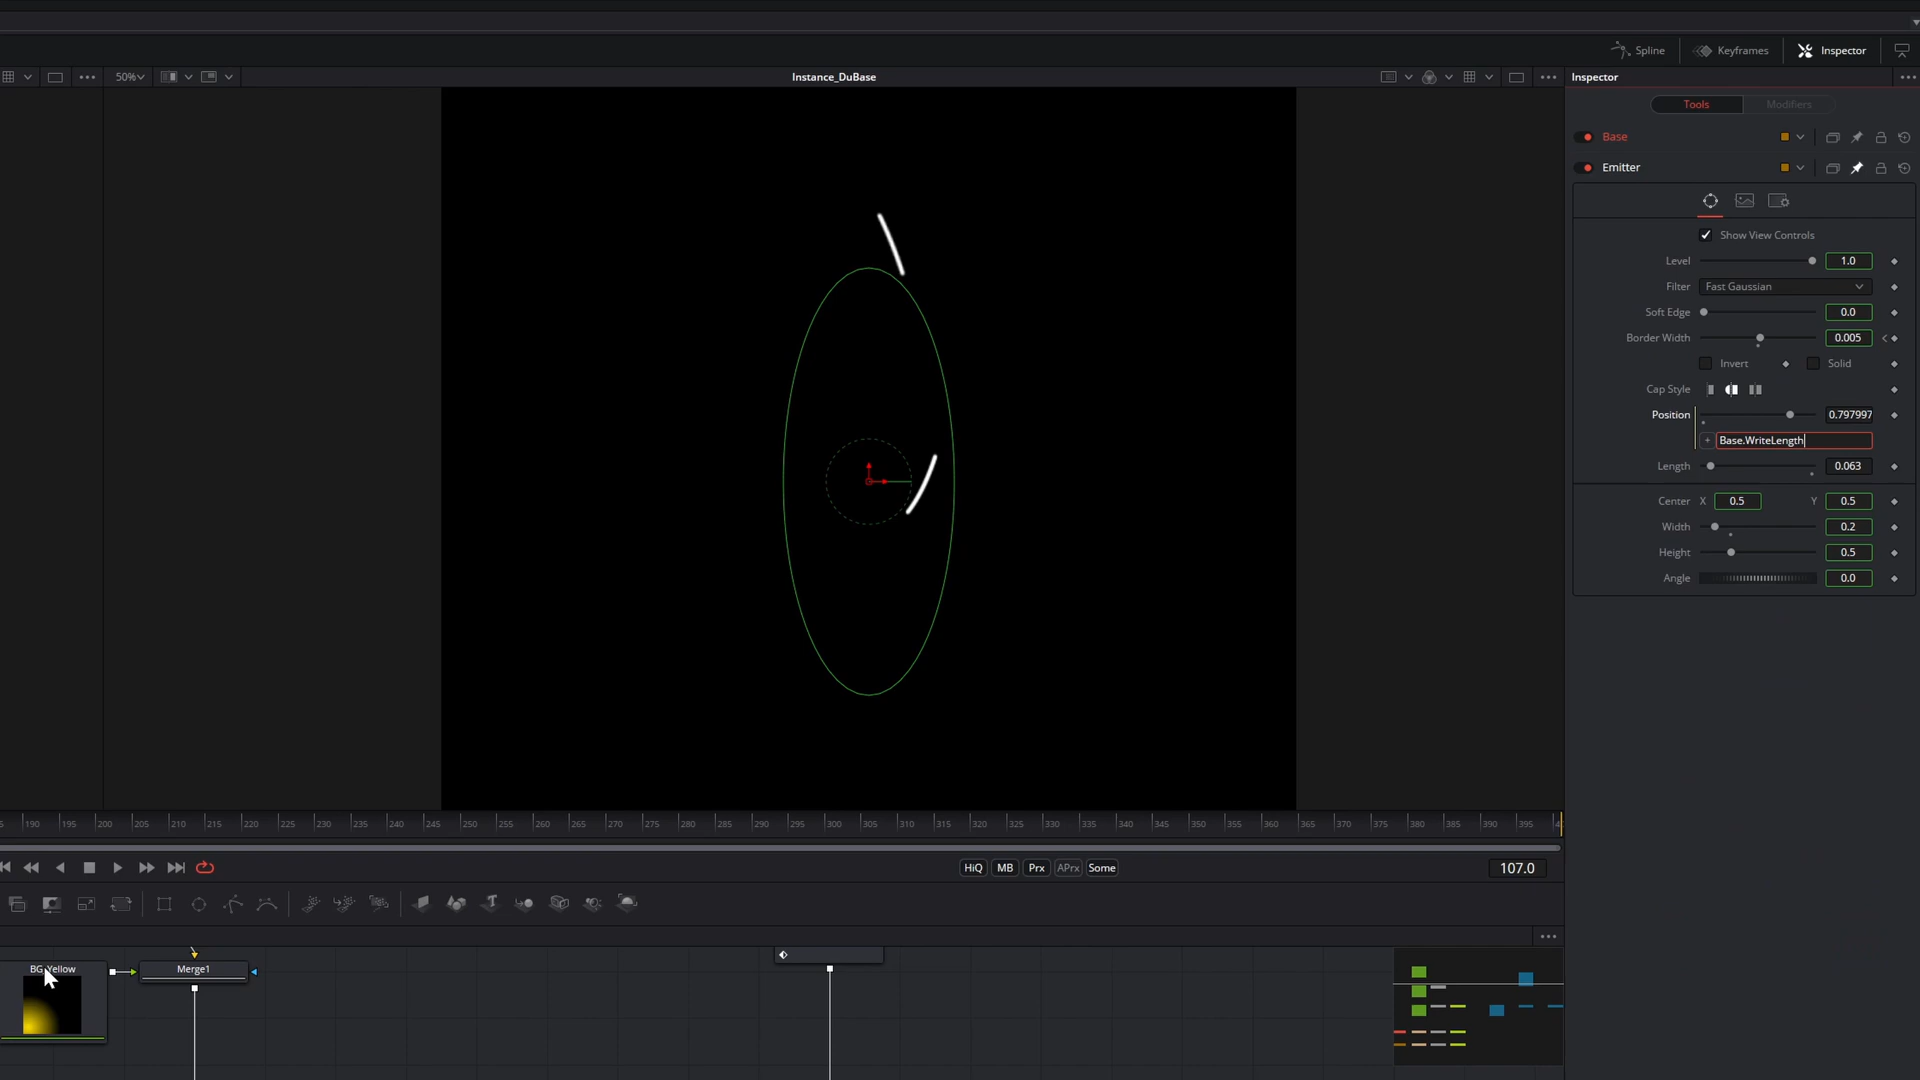 Spline
Keyframes
Inspector
50%
Instance_DuBase
Inspector
Tools
Modifiers
Base
Emitter
Show View Controls
Level 1.0
Filter Fast Gaussian
Soft Edge 0.0
Border Width 0.005
Invert Solid
Cap Style
Position 0.797997
Base.WriteLength
Length 0.063
Center X 0.5 Y 0.5
Width 0.2
Height 0.5
Angle 0.0
190 195 200 205 210 215 220 225 230 235 240 245 250 255 260 265 270 275 280 285 290 295 300 305 310 315 320 325 330 335 340 345 350 355 360 365 370 375 380 385 390 395
HiQ MB Prx APrx Some
107.0
Merge1